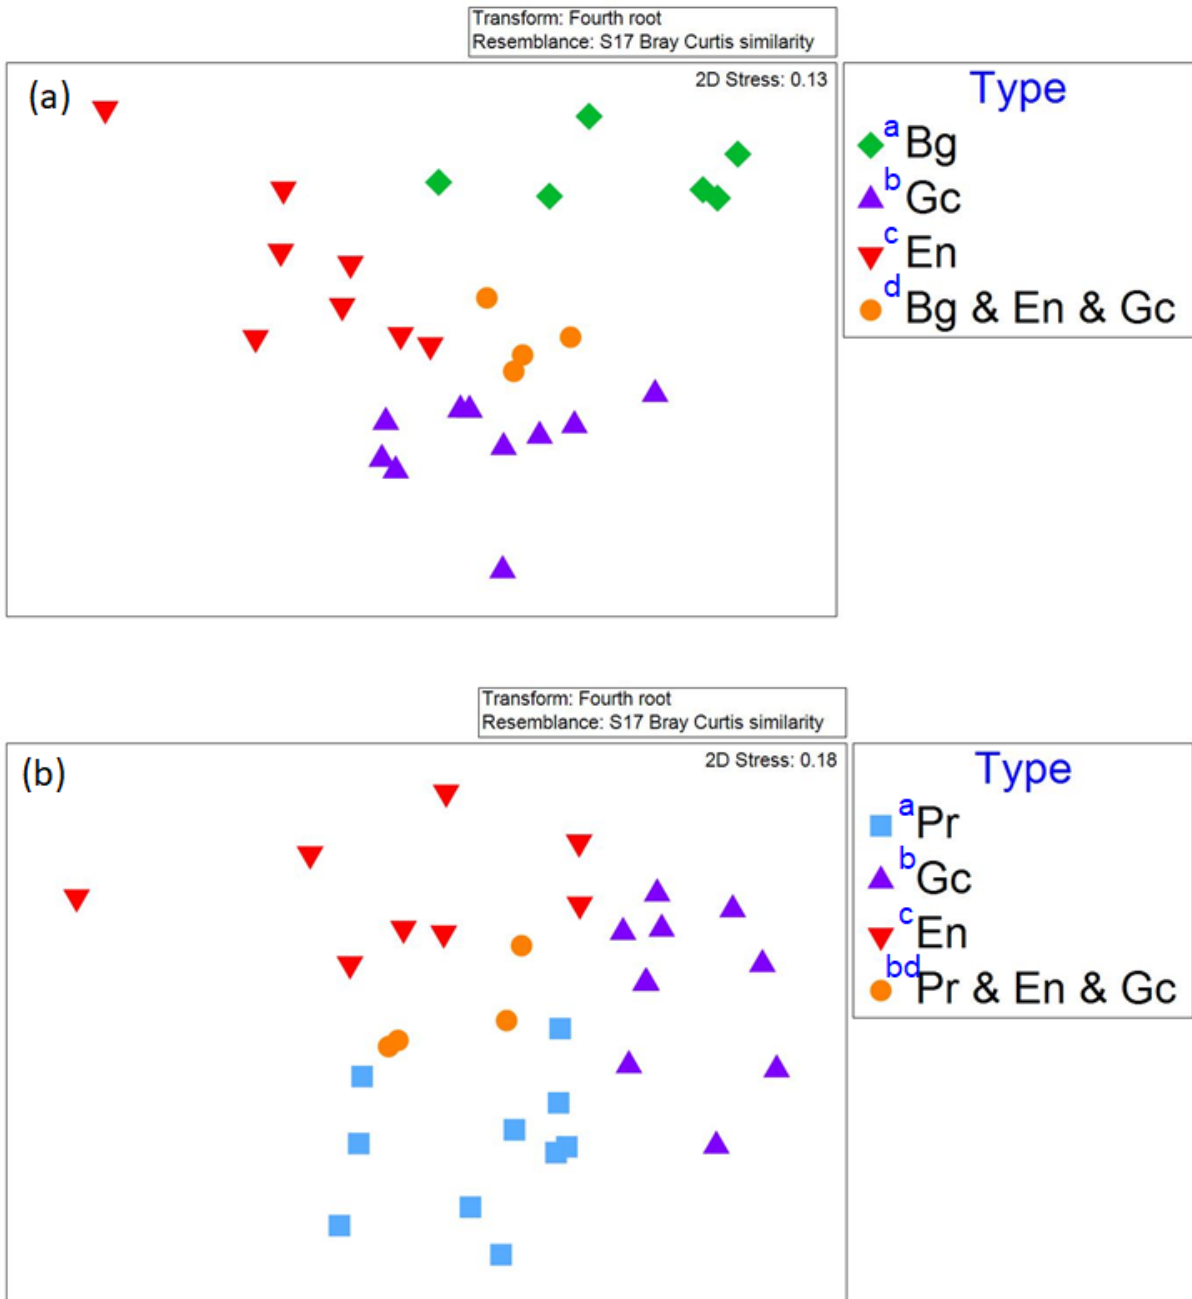 Transform: Fourth root
Resemblance: S17 Bray Curtis similarity
(a)
2D Stress: 0.13
Type
a Bg
b Gc
c En
d Bg & En & Gc
Transform: Fourth root
Resemblance: S17 Bray Curtis similarity
(b)
2D Stress: 0.18
Type
a Pr
b Gc
c En
bd Pr & En & Gc